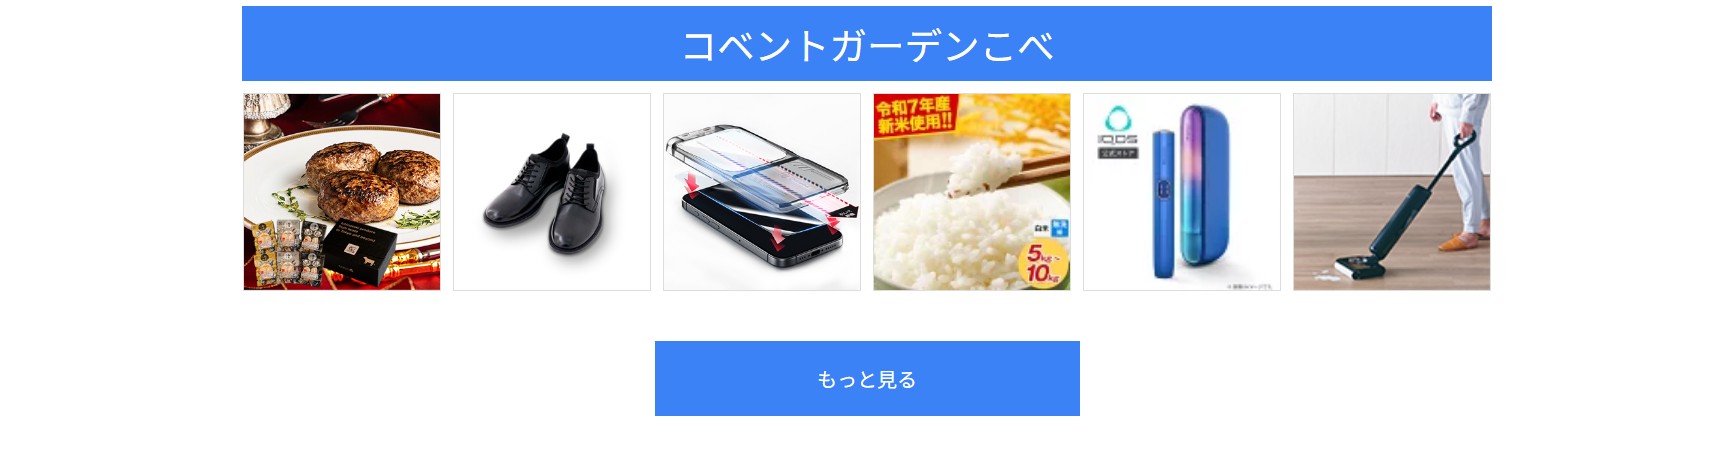 コベントガーデンこべ
令和7年産
新米使用!!
白米
無洗米
5kg~
10kg
IQOS
公式ストア
もっと見る